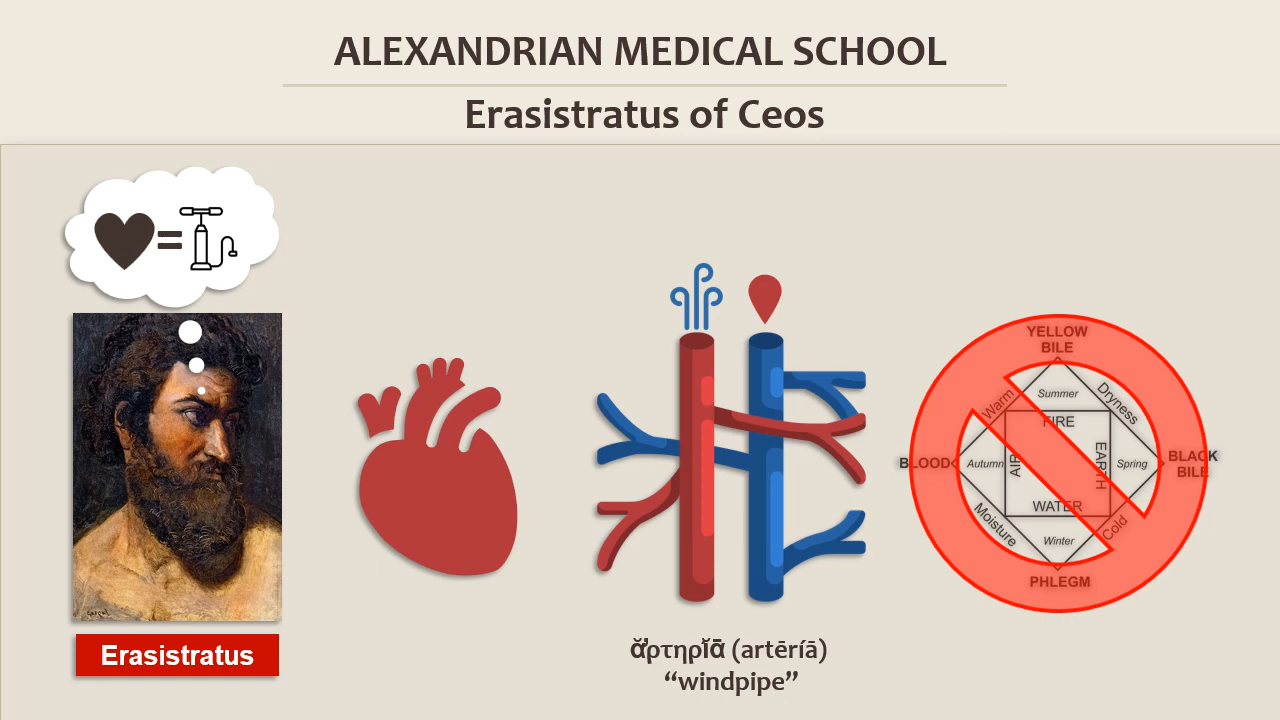 ALEXANDRIAN MEDICAL SCHOOL
Erasistratus of Ceos
Erasistratus
ᾰ̓ρτηρῐ́ᾱ (artēríā)
“windpipe”
YELLOW
BILE
Summer
Warm
Dryness
FIRE
BLOOD
Autumn
AIR
EARTH
Spring
BLACK
BILE
WATER
Moisture
Cold
Winter
PHLEGM